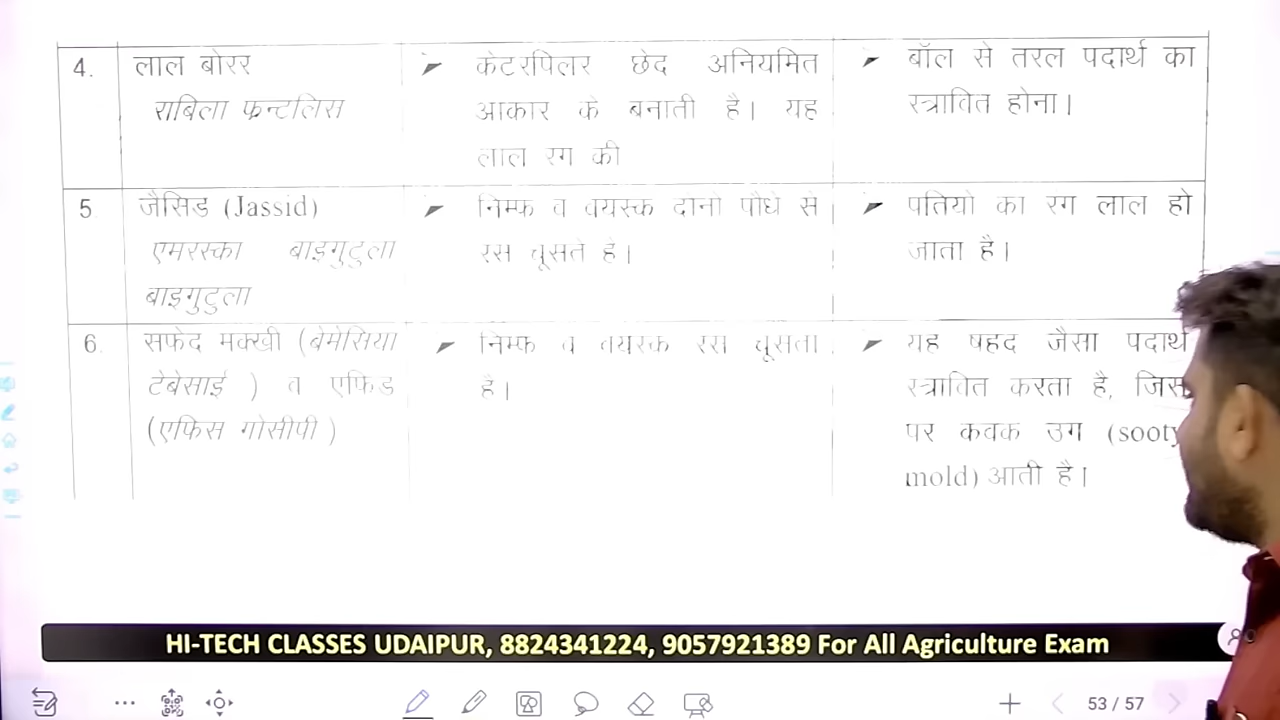 4. लाल बोरर
राबिला फ्रन्टलिस
कैटरपिलर छेद अनियमित
आकार के बनाती है। यह
लाल रंग की
बॉल से तरल पदार्थ का
स्त्रावित होना।
5. जैसिड (Jassid)
एमरस्का बाइगुटुला
बाइगुटुला
निम्फ व वयस्क दोनो पौधे से
रस चूसते है।
पतियो का रंग लाल हो
जाता है।
6. सफेद मक्खी (बेमेसिया
टेबेसाई ) व एफिड
(एफिस गोसीपी )
निम्फ व वयस्क रस चूसता
है।
यह षहद जैसा पदार्थ
स्त्रावित करता है, जिस
पर कवक उग (sooty
mold) आती है।
HI-TECH CLASSES UDAIPUR, 8824341224, 9057921389 For All Agriculture Exam
53 / 57